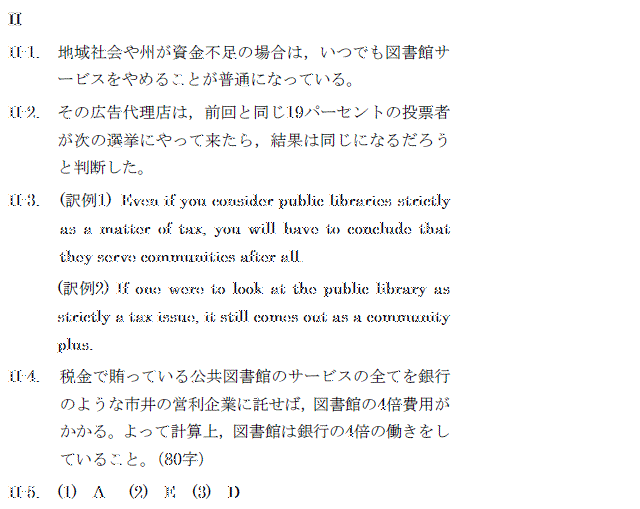 II
II-1. 地域社会や州が資金不足の場合は，いつでも図書館サ
ービスをやめることが普通になっている。
II-2. その広告代理店は，前回と同じ19パーセントの投票者
が次の選挙にやって来たら，結果は同じになるだろう
と判断した。
II-3. (訳例1) Even if you consider public libraries strictly
as a matter of tax, you will have to conclude that
they serve communities after all.
(訳例2) If one were to look at the public library as
strictly a tax issue, it still comes out as a community
plus.
II-4. 税金で賄っている公共図書館のサービスの全てを銀行
のような市井の営利企業に託せば，図書館の4倍費用が
かかる。よって計算上，図書館は銀行の4倍の働きをし
ていること。(80字)
II-5. (1) A (2) E (3) D